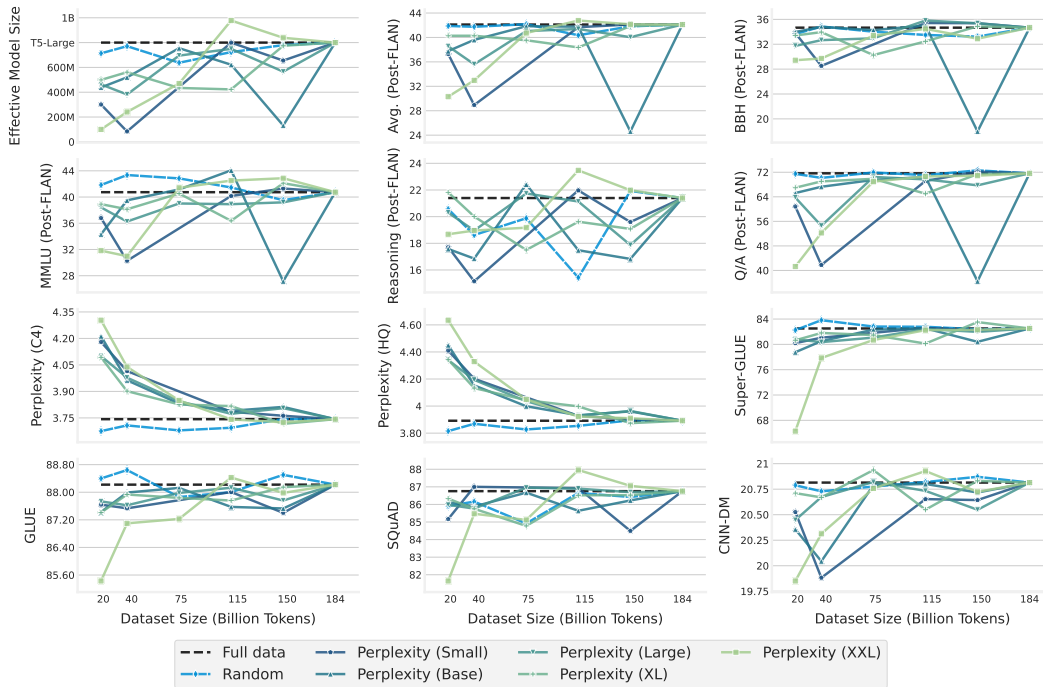 Effective Model Size
1B
T5-Large
600M
400M
200M
0
Avg. (Post-FLAN)
44
40
36
32
28
24
BBH (Post-FLAN)
36
32
28
24
20
MMLU (Post-FLAN)
44
40
36
32
28
Reasoning (Post-FLAN)
24
22
20
18
16
Q/A (Post-FLAN)
72
64
56
48
40
Perplexity (C4)
4.35
4.20
4.05
3.90
3.75
Perplexity (HQ)
4.60
4.40
4.20
4
3.80
Super-GLUE
84
80
76
72
68
GLUE
88.80
88.00
87.20
86.40
85.60
20 40 75 115 150 184
Dataset Size (Billion Tokens)
SQuAD
88
87
86
85
84
83
82
20 40 75 115 150 184
Dataset Size (Billion Tokens)
CNN-DM
21
20.75
20.50
20.25
20
19.75
20 40 75 115 150 184
Dataset Size (Billion Tokens)
Full data Perplexity (Small) Perplexity (Large) Perplexity (XXL)
Random Perplexity (Base) Perplexity (XL)